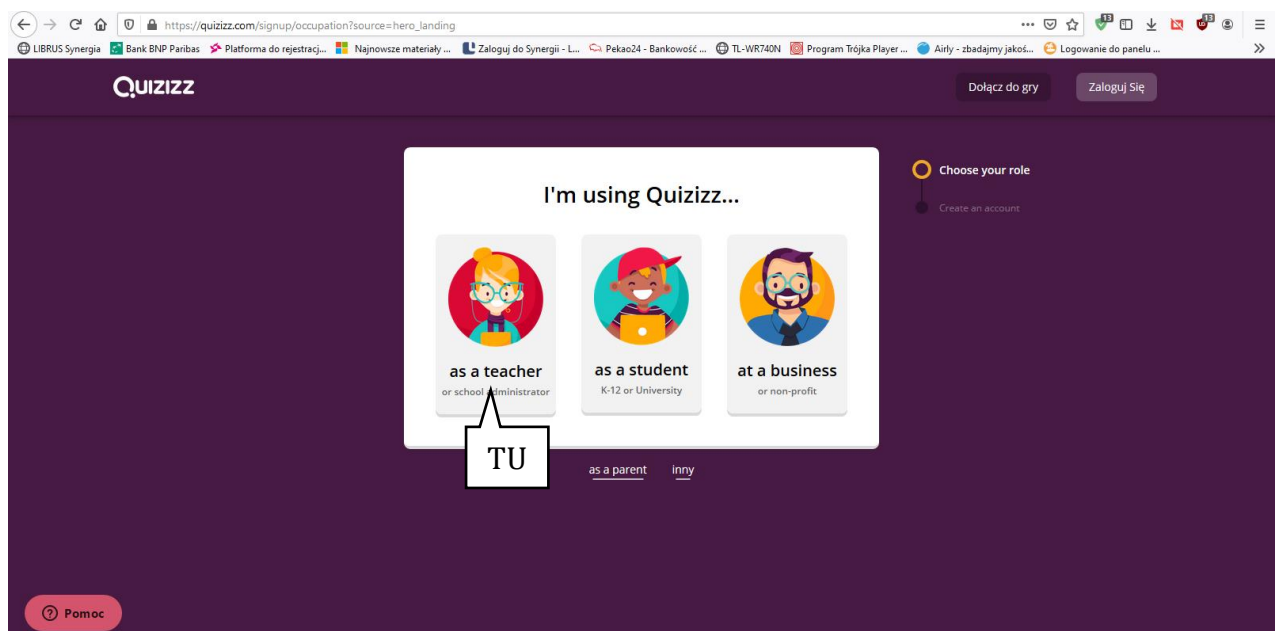 https://quizizz.com/signup/occupation?source=hero_landing
13
13
LIBRUS Synergia Bank BNP Paribas Platforma do rejestracj... Najnowsze materiały ... Zaloguj do Synergii - L... Pekao24 - Bankowość ... TL-WR740N Program Trójka Player ... Airly - zbadajmy jakoś... Logowanie do panelu ...
Quizizz
Dołącz do gry
Zaloguj Się
I'm using Quizizz...
Choose your role
Create an account
as a teacher
or school administrator
as a student
K-12 or University
at a business
or non-profit
TU
as a parent
inny
Pomoc